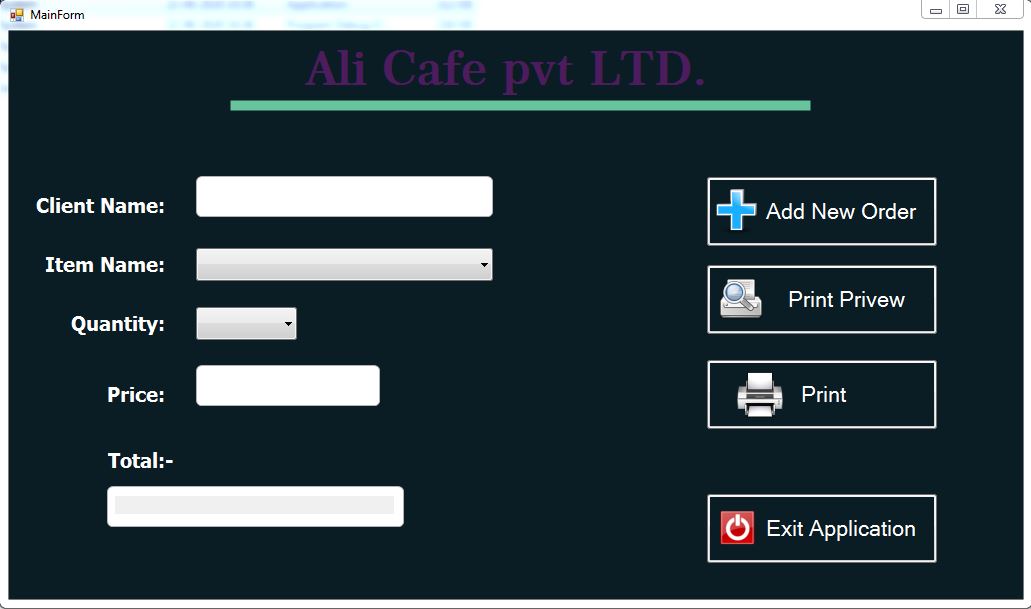 MainForm
Ali Cafe pvt LTD.
Client Name:
Item Name:
Quantity:
Price:
Total:-
Add New Order
Print Privew
Print
Exit Application